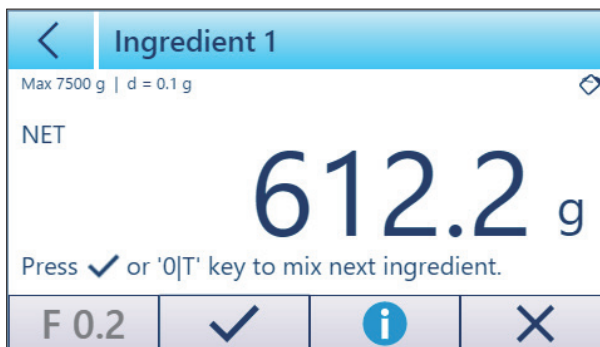 Ingredient 1
Max 7500 g | d = 0.1 g
NET
612.2 g
Press ✓ or '0|T' key to mix next ingredient.
F 0.2